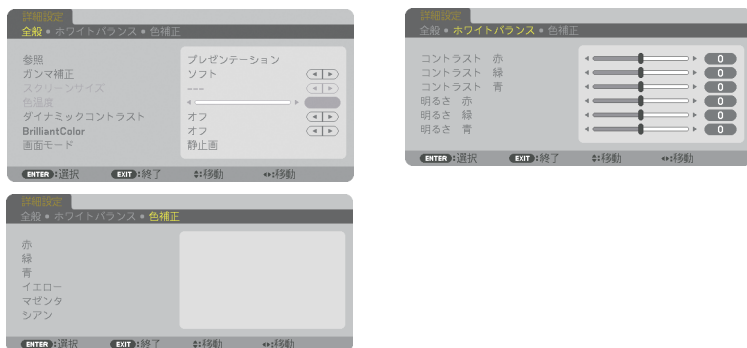 詳細設定
全般 ● ホワイトバランス ● 色補正
参照 プレゼンテーション
ガンマ補正 ソフト
スクリーンサイズ ---
色温度
ダイナミックコントラスト オフ
BrilliantColor オフ
画面モード 静止画
ENTER :選択 EXIT :終了 :移動 :移動
詳細設定
全般 ● ホワイトバランス ● 色補正
コントラスト 赤 0
コントラスト 緑 0
コントラスト 青 0
明るさ 赤 0
明るさ 緑 0
明るさ 青 0
ENTER :選択 EXIT :終了 :移動 :移動
詳細設定
全般 ● ホワイトバランス ● 色補正
赤
緑
青
イエロー
マゼンタ
シアン
ENTER :選択 EXIT :終了 :移動 :移動